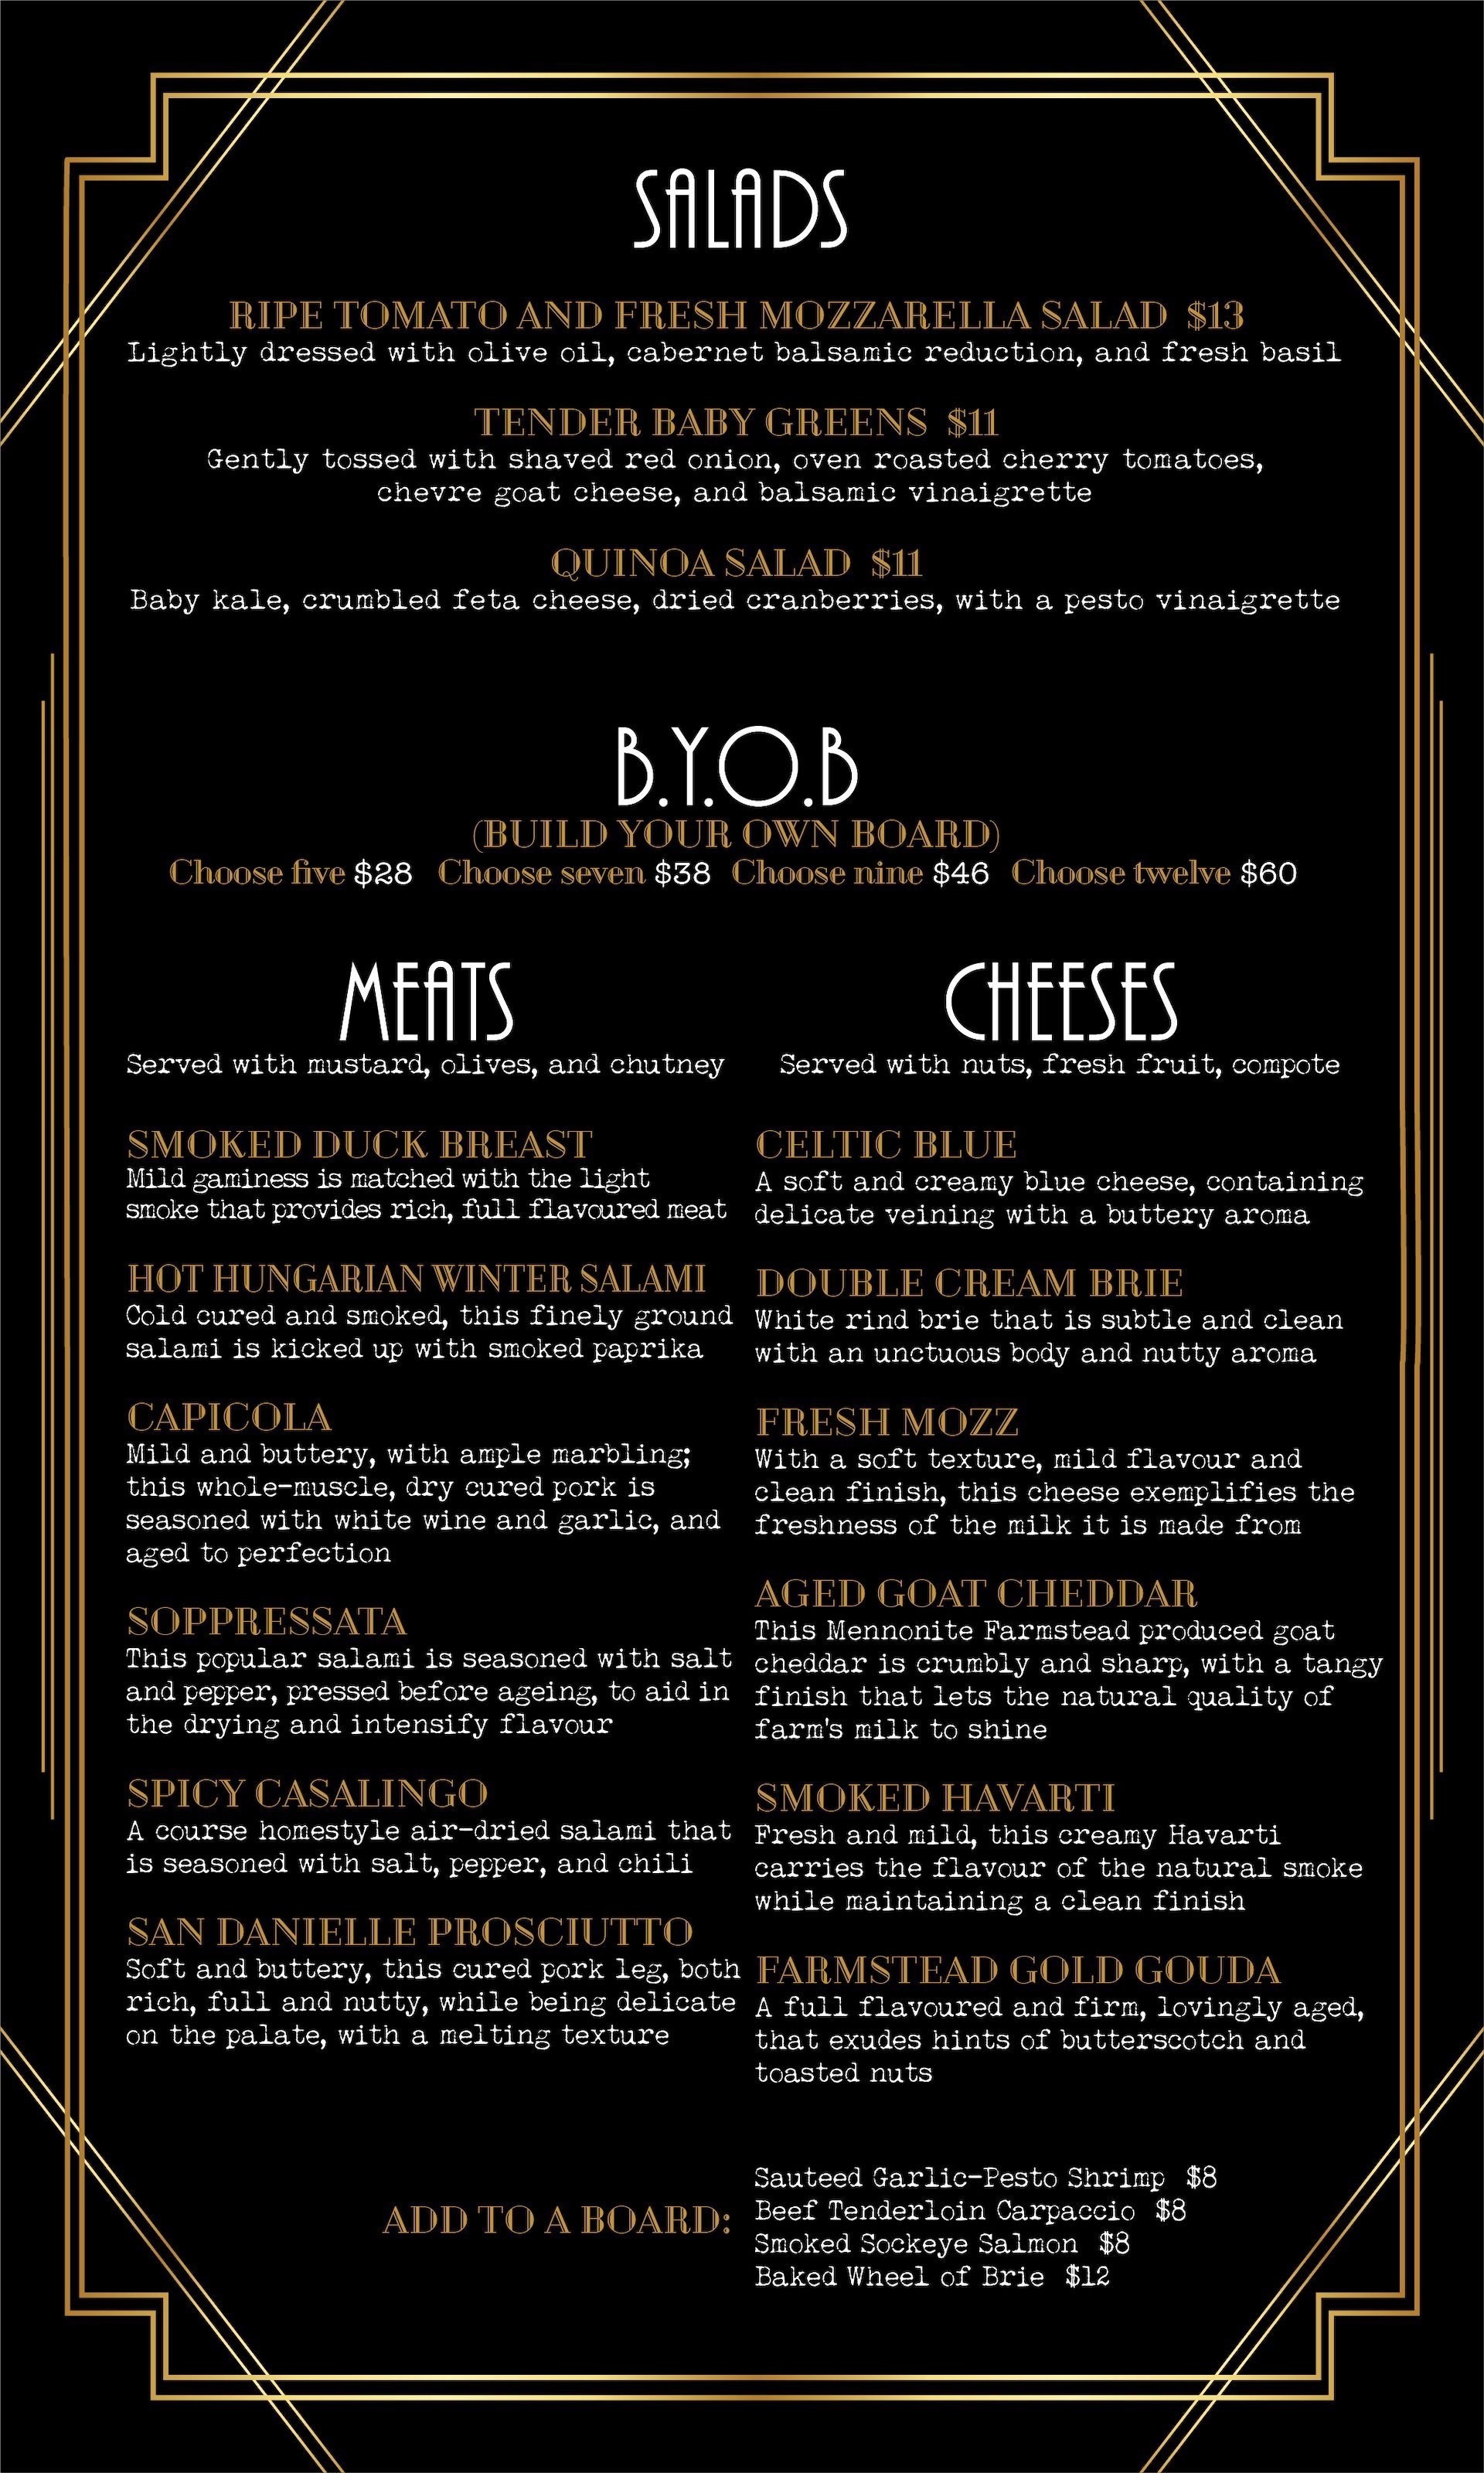 SALADS
RIPE TOMATO AND FRESH MOZZARELLA SALAD $13
Lightly dressed with olive oil, cabernet balsamic reduction, and fresh basil
TENDER BABY GREENS $11
Gently tossed with shaved red onion, oven roasted cherry tomatoes,
chevre goat cheese, and balsamic vinaigrette
QUINOA SALAD $11
Baby kale, crumbled feta cheese, dried cranberries, with a pesto vinaigrette
B.Y.O.B
(BUILD YOUR OWN BOARD)
Choose five $28 Choose seven $38 Choose nine $46 Choose twelve $60
MEATS
Served with mustard, olives, and chutney
SMOKED DUCK BREAST
Mild gaminess is matched with the light
smoke that provides rich, full flavoured meat
HOT HUNGARIAN WINTER SALAMI
Cold cured and smoked, this finely ground
salami is kicked up with smoked paprika
CAPICOLA
Mild and buttery, with ample marbling;
this whole-muscle, dry cured pork is
seasoned with white wine and garlic, and
aged to perfection
SOPPRESSATA
This popular salami is seasoned with salt
and pepper, pressed before ageing, to aid in
the drying and intensify flavour
SPICY CASALINGO
A course homestyle air-dried salami that
is seasoned with salt, pepper, and chili
SAN DANIELLE PROSCIUTTO
Soft and buttery, this cured pork leg, both
rich, full and nutty, while being delicate
on the palate, with a melting texture
CHEESES
Served with nuts, fresh fruit, compote
CELTIC BLUE
A soft and creamy blue cheese, containing
delicate veining with a buttery aroma
DOUBLE CREAM BRIE
White rind brie that is subtle and clean
with an unctuous body and nutty aroma
FRESH MOZZ
With a soft texture, mild flavour and
clean finish, this cheese exemplifies the
freshness of the milk it is made from
AGED GOAT CHEDDAR
This Mennonite Farmstead produced goat
cheddar is crumbly and sharp, with a tangy
finish that lets the natural quality of
farm's milk to shine
SMOKED HAVARTI
Fresh and mild, this creamy Havarti
carries the flavour of the natural smoke
while maintaining a clean finish
FARMSTEAD GOLD GOUDA
A full flavoured and firm, lovingly aged,
that exudes hints of butterscotch and
toasted nuts
ADD TO A BOARD:
Sauteed Garlic-Pesto Shrimp $8
Beef Tenderloin Carpaccio $8
Smoked Sockeye Salmon $8
Baked Wheel of Brie $12